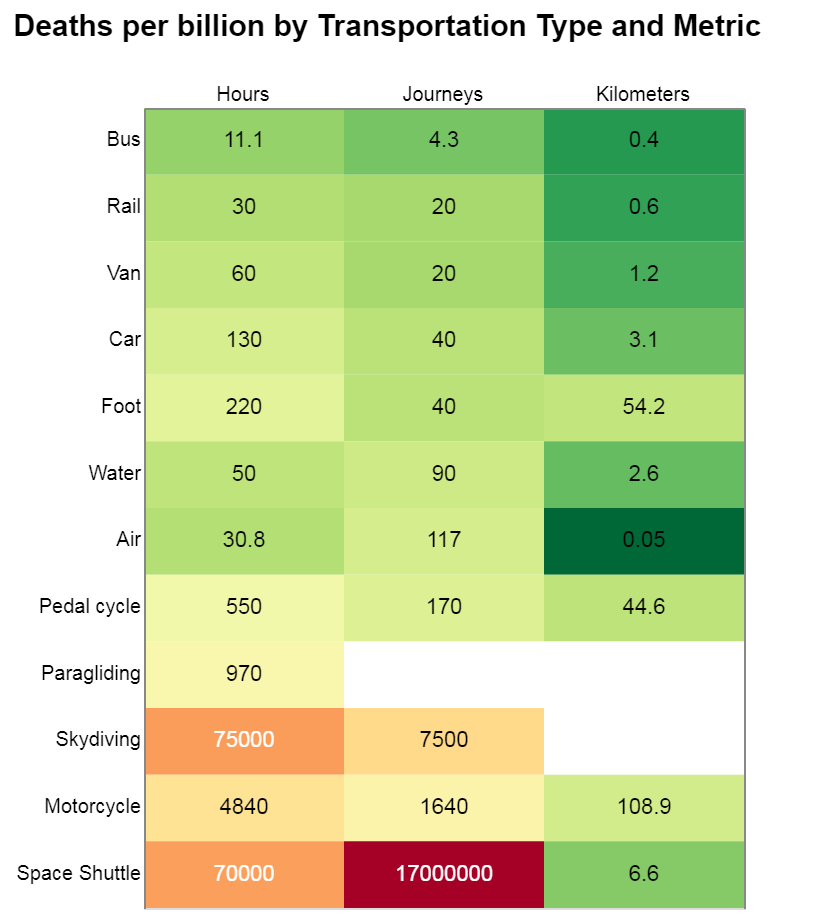 Deaths per billion by Transportation Type and Metric
Hours Journeys Kilometers
Bus 11.1 4.3 0.4
Rail 30 20 0.6
Van 60 20 1.2
Car 130 40 3.1
Foot 220 40 54.2
Water 50 90 2.6
Air 30.8 117 0.05
Pedal cycle 550 170 44.6
Paragliding 970
Skydiving 75000 7500
Motorcycle 4840 1640 108.9
Space Shuttle 70000 17000000 6.6